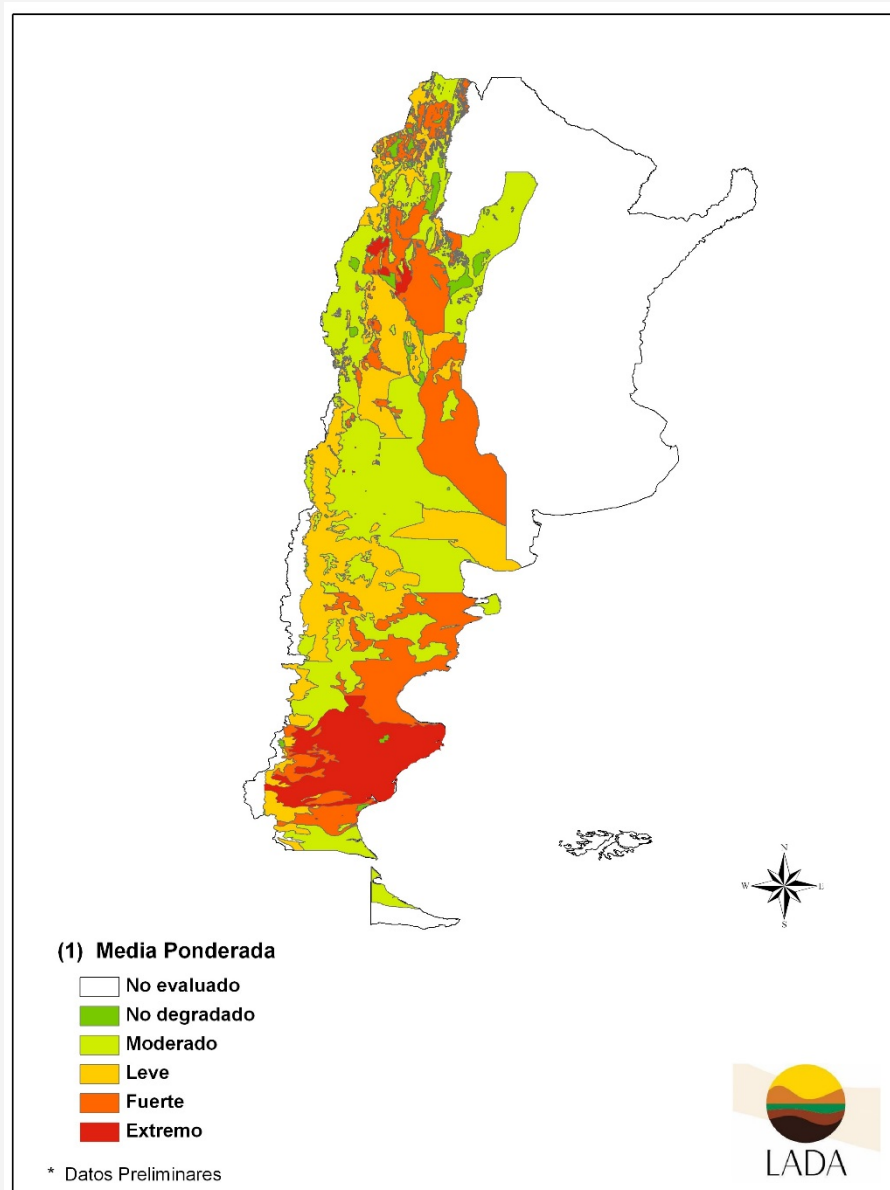 N
W
E
S
(1) Media Ponderada
No evaluado
No degradado
Moderado
Leve
Fuerte
Extremo
* Datos Preliminares
LADA